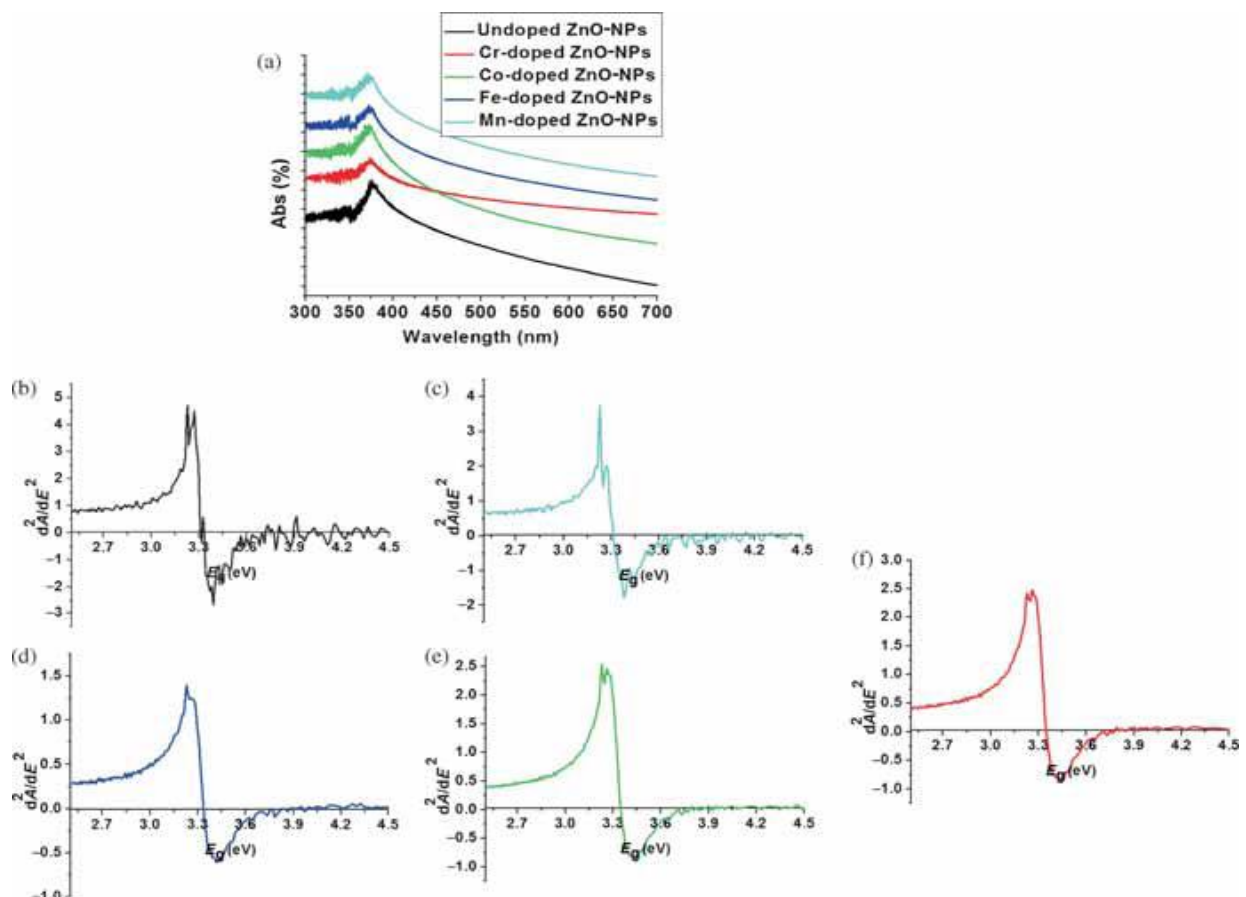 (a)
Undoped ZnO-NPs
Cr-doped ZnO-NPs
Co-doped ZnO-NPs
Fe-doped ZnO-NPs
Mn-doped ZnO-NPs
Abs (%)
300 350 400 450 500 550 600 650 700
Wavelength (nm)
(b)
5
4
3
2
1
0
−1
−2
−3
d²A/dE²
2.7 3.0 3.3 3.6 3.9 4.2 4.5
Eg (eV)
(c)
4
3
2
1
0
−1
−2
d²A/dE²
2.7 3.0 3.3 3.6 3.9 4.2 4.5
Eg (eV)
(d)
1.5
1.0
0.5
0.0
−0.5
−1.0
d²A/dE²
2.7 3.0 3.3 3.6 3.9 4.2 4.5
Eg (eV)
(e)
2.5
2.0
1.5
1.0
0.5
0.0
−0.5
−1.0
d²A/dE²
2.7 3.0 3.3 3.6 3.9 4.2 4.5
Eg (eV)
(f)
3.0
2.5
2.0
1.5
1.0
0.5
0.0
−0.5
−1.0
d²A/dE²
2.7 3.0 3.3 3.6 3.9 4.2 4.5
Eg (eV)